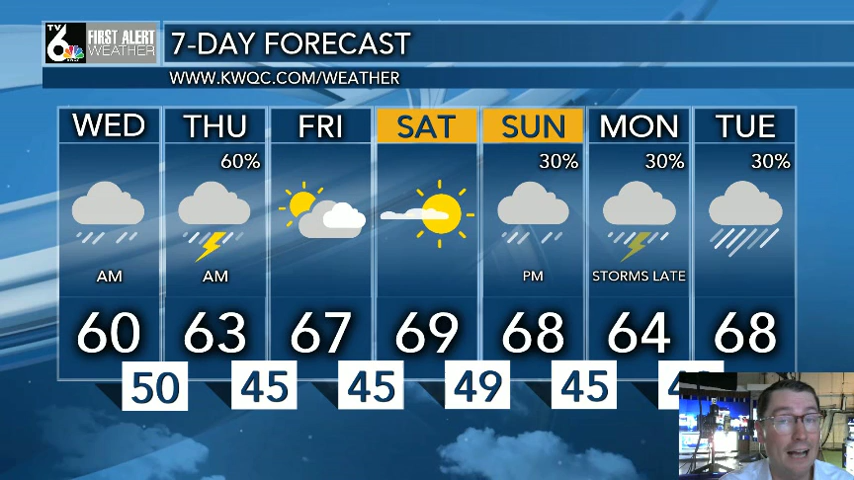 TV6 FIRST ALERT WEATHER
7-DAY FORECAST
WWW.KWQC.COM/WEATHER
WED THU FRI SAT SUN MON TUE
60% 30% 30% 30%
AM AM PM STORMS LATE
60 63 67 69 68 64 68
50 45 45 49 45